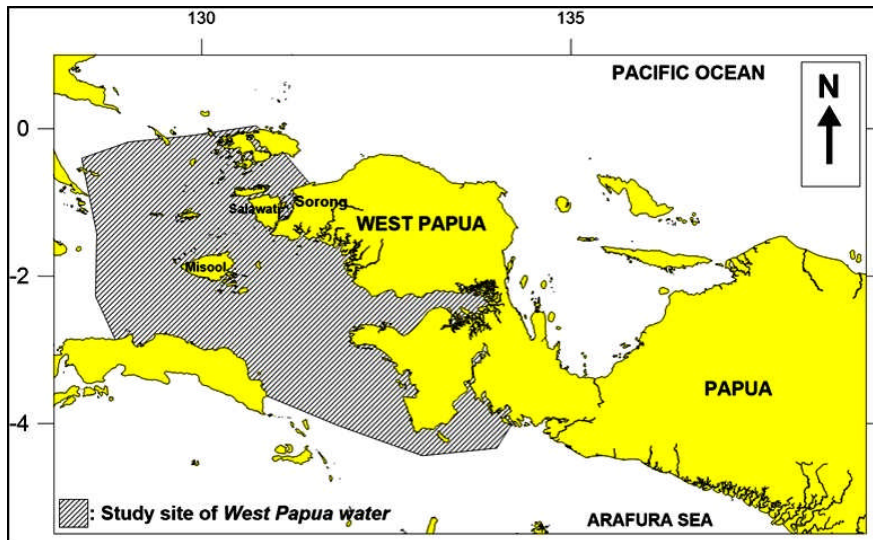 130 135
PACIFIC OCEAN
N
0
Sorong
Salawati
WEST PAPUA
Misool
-2
PAPUA
-4
: Study site of West Papua water
ARAFURA SEA